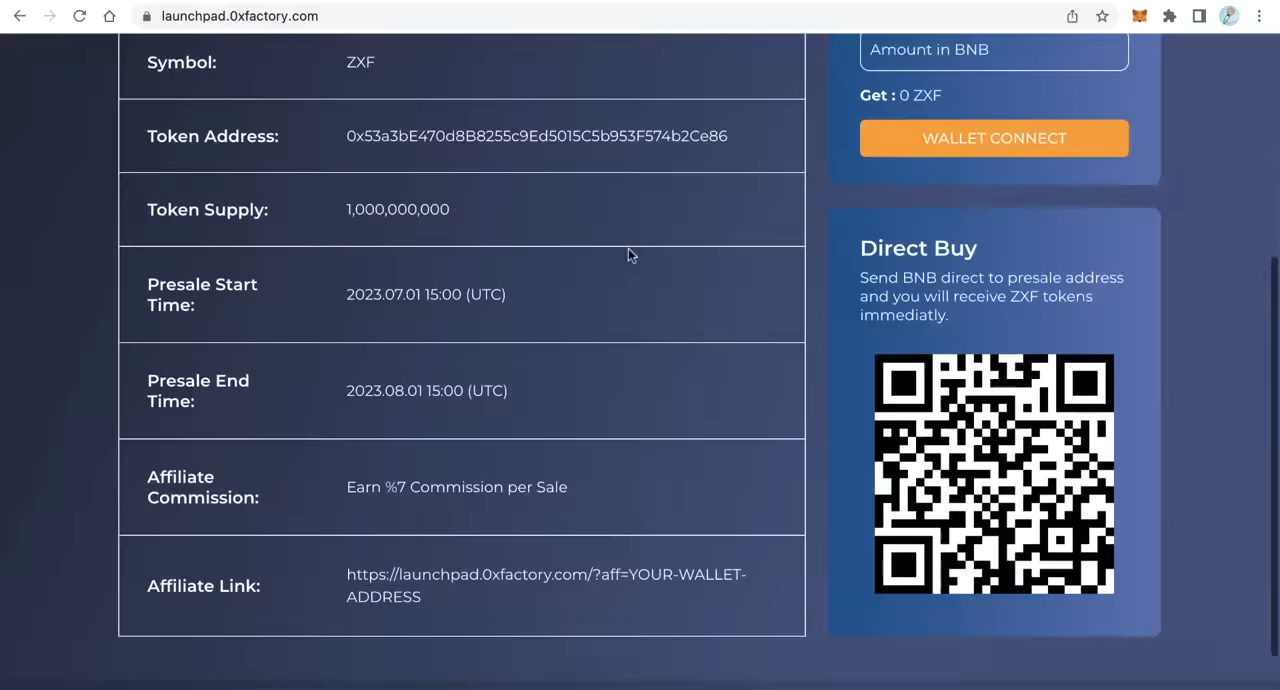 launchpad.0xfactory.com
Symbol:
ZXF
Token Address:
0x53a3bE470d8B8255c9Ed5015C5b953F574b2Ce86
Token Supply:
1,000,000,000
Presale Start
Time:
2023.07.01 15:00 (UTC)
Presale End
Time:
2023.08.01 15:00 (UTC)
Affiliate
Commission:
Earn %7 Commission per Sale
Affiliate Link:
https://launchpad.0xfactory.com/?aff=YOUR-WALLET-
ADDRESS
Amount in BNB
Get : 0 ZXF
WALLET CONNECT
Direct Buy
Send BNB direct to presale address
and you will receive ZXF tokens
immediatly.